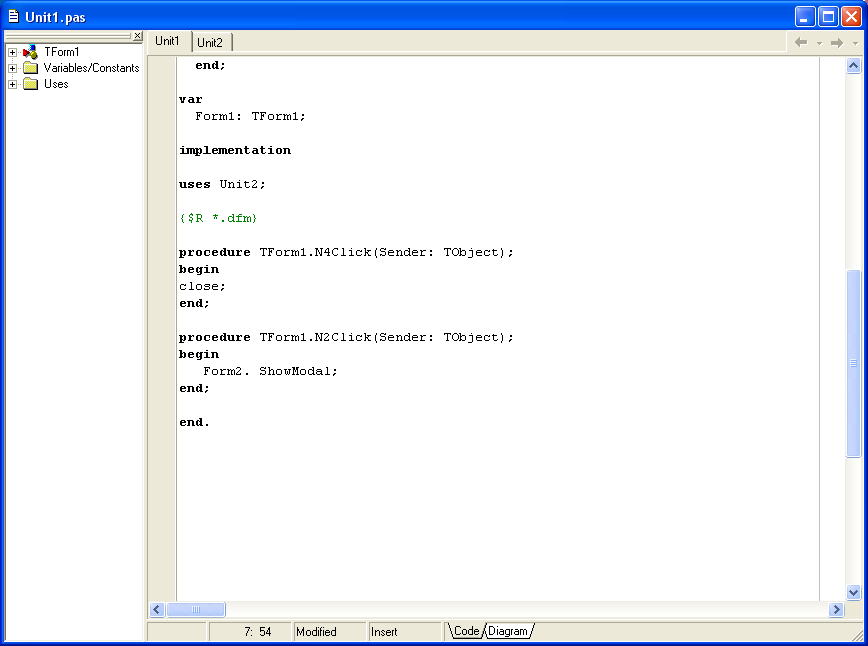 Unit1.pas
TForm1
Variables/Constants
Uses
Unit1 Unit2
end;
var
Form1: TForm1;
implementation
uses Unit2;
{$R *.dfm}
procedure TForm1.N4Click(Sender: TObject);
begin
close;
end;
procedure TForm1.N2Click(Sender: TObject);
begin
Form2. ShowModal;
end;
end.
7: 54 Modified Insert Code Diagram